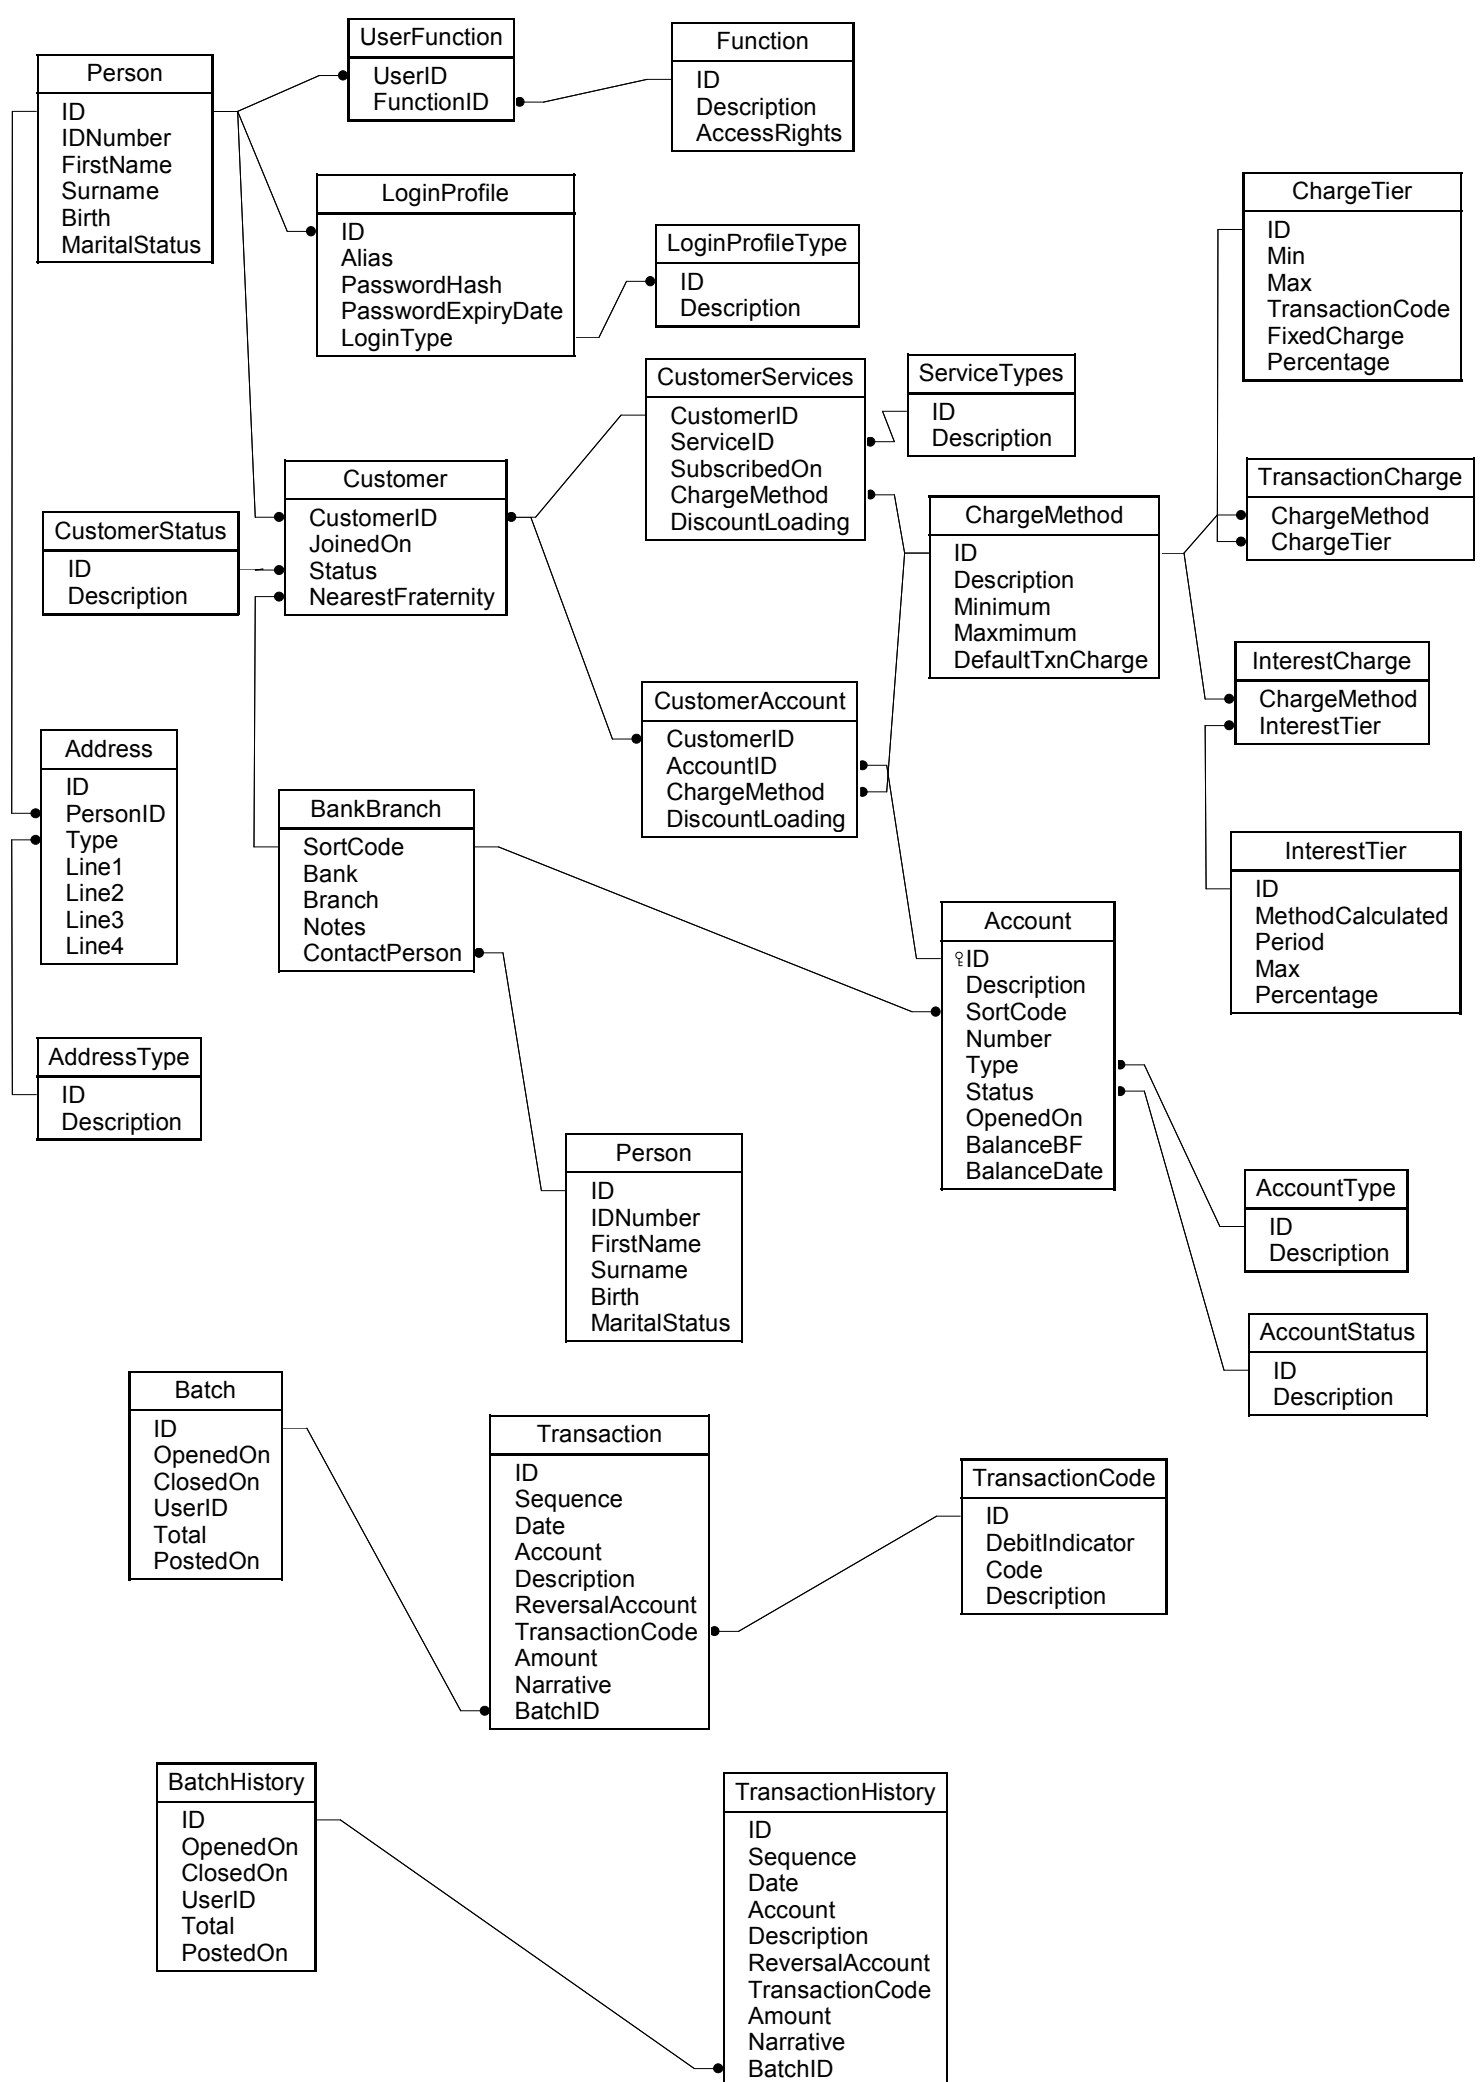 UserFunction
UserID
FunctionID
Function
ID
Description
AccessRights
Person
ID
IDNumber
FirstName
Surname
Birth
MaritalStatus
LoginProfile
ID
Alias
PasswordHash
PasswordExpiryDate
LoginType
LoginProfileType
ID
Description
ChargeTier
ID
Min
Max
TransactionCode
FixedCharge
Percentage
CustomerServices
CustomerID
ServiceID
SubscribedOn
ChargeMethod
DiscountLoading
ServiceTypes
ID
Description
Customer
CustomerID
JoinedOn
Status
NearestFraternity
CustomerStatus
ID
Description
ChargeMethod
ID
Description
Minimum
Maxmimum
DefaultTxnCharge
TransactionCharge
ChargeMethod
ChargeTier
InterestCharge
ChargeMethod
InterestTier
CustomerAccount
CustomerID
AccountID
ChargeMethod
DiscountLoading
Address
ID
PersonID
Type
Line1
Line2
Line3
Line4
BankBranch
SortCode
Bank
Branch
Notes
ContactPerson
InterestTier
ID
MethodCalculated
Period
Max
Percentage
Account
ID
Description
SortCode
Number
Type
Status
OpenedOn
BalanceBF
BalanceDate
AddressType
ID
Description
Person
ID
IDNumber
FirstName
Surname
Birth
MaritalStatus
AccountType
ID
Description
AccountStatus
ID
Description
Batch
ID
OpenedOn
ClosedOn
UserID
Total
PostedOn
Transaction
ID
Sequence
Date
Account
Description
ReversalAccount
TransactionCode
Amount
Narrative
BatchID
TransactionCode
ID
DebitIndicator
Code
Description
BatchHistory
ID
OpenedOn
ClosedOn
UserID
Total
PostedOn
TransactionHistory
ID
Sequence
Date
Account
Description
ReversalAccount
TransactionCode
Amount
Narrative
BatchID